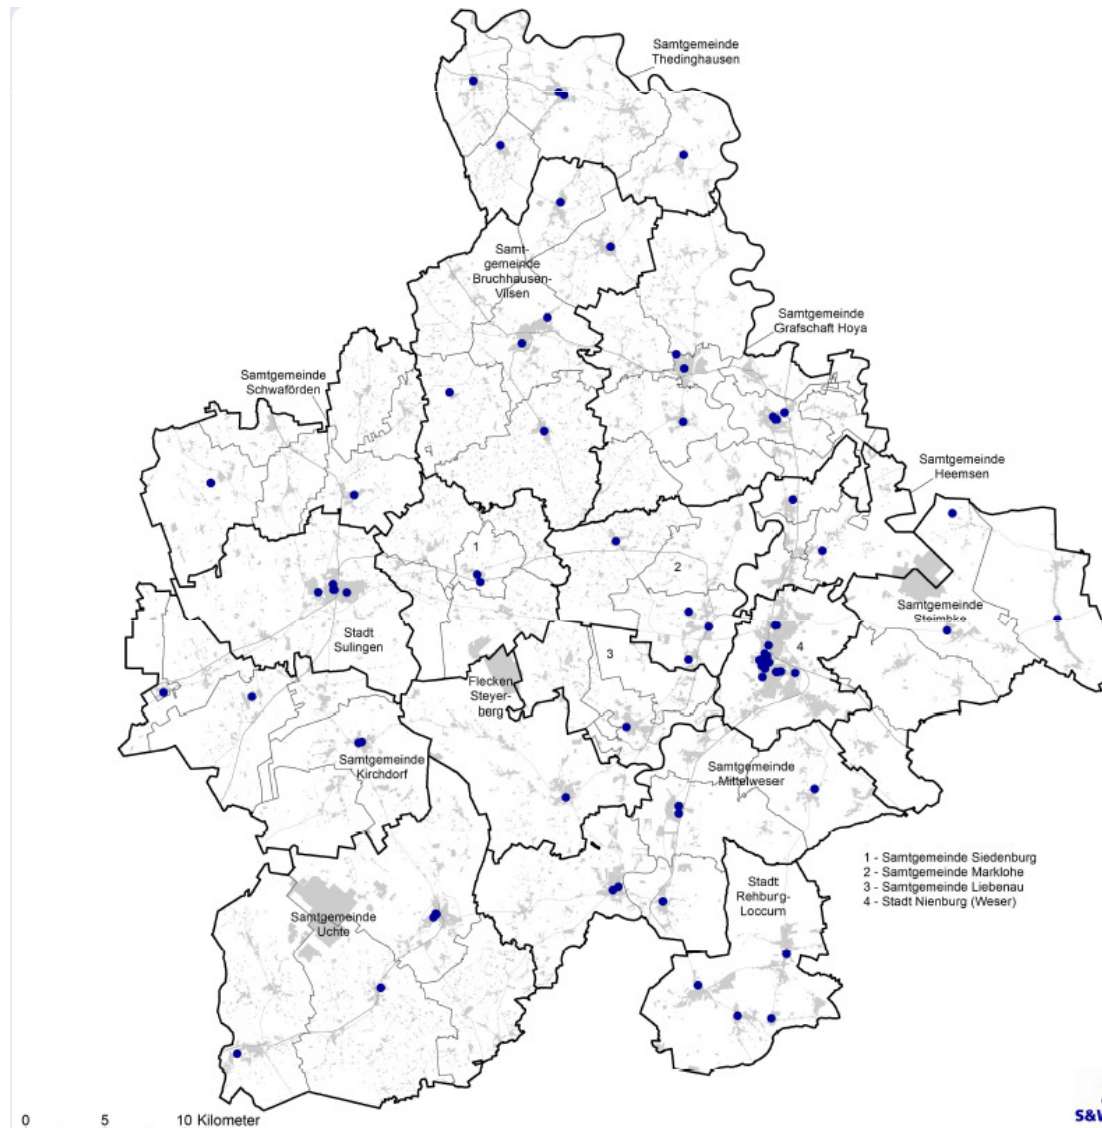 Samtgemeinde
Thedinghausen
Samt-
gemeinde
Bruchhausen-
Vilsen
Samtgemeinde
Grafschaft Hoya
Samtgemeinde
Schwaförden
Samtgemeinde
Heemsen
1
2
Samtgemeinde
Steimbke
Stadt
Sulingen
3
4
Flecken
Steyer-
berg
Samtgemeinde
Kirchdorf
Samtgemeinde
Mittelweser
1 - Samtgemeinde Siedenburg
2 - Samtgemeinde Marklohe
3 - Samtgemeinde Liebenau
4 - Stadt Nienburg (Weser)
Stadt
Rehburg-
Loccum
Samtgemeinde
Uchte
0 5 10 Kilometer